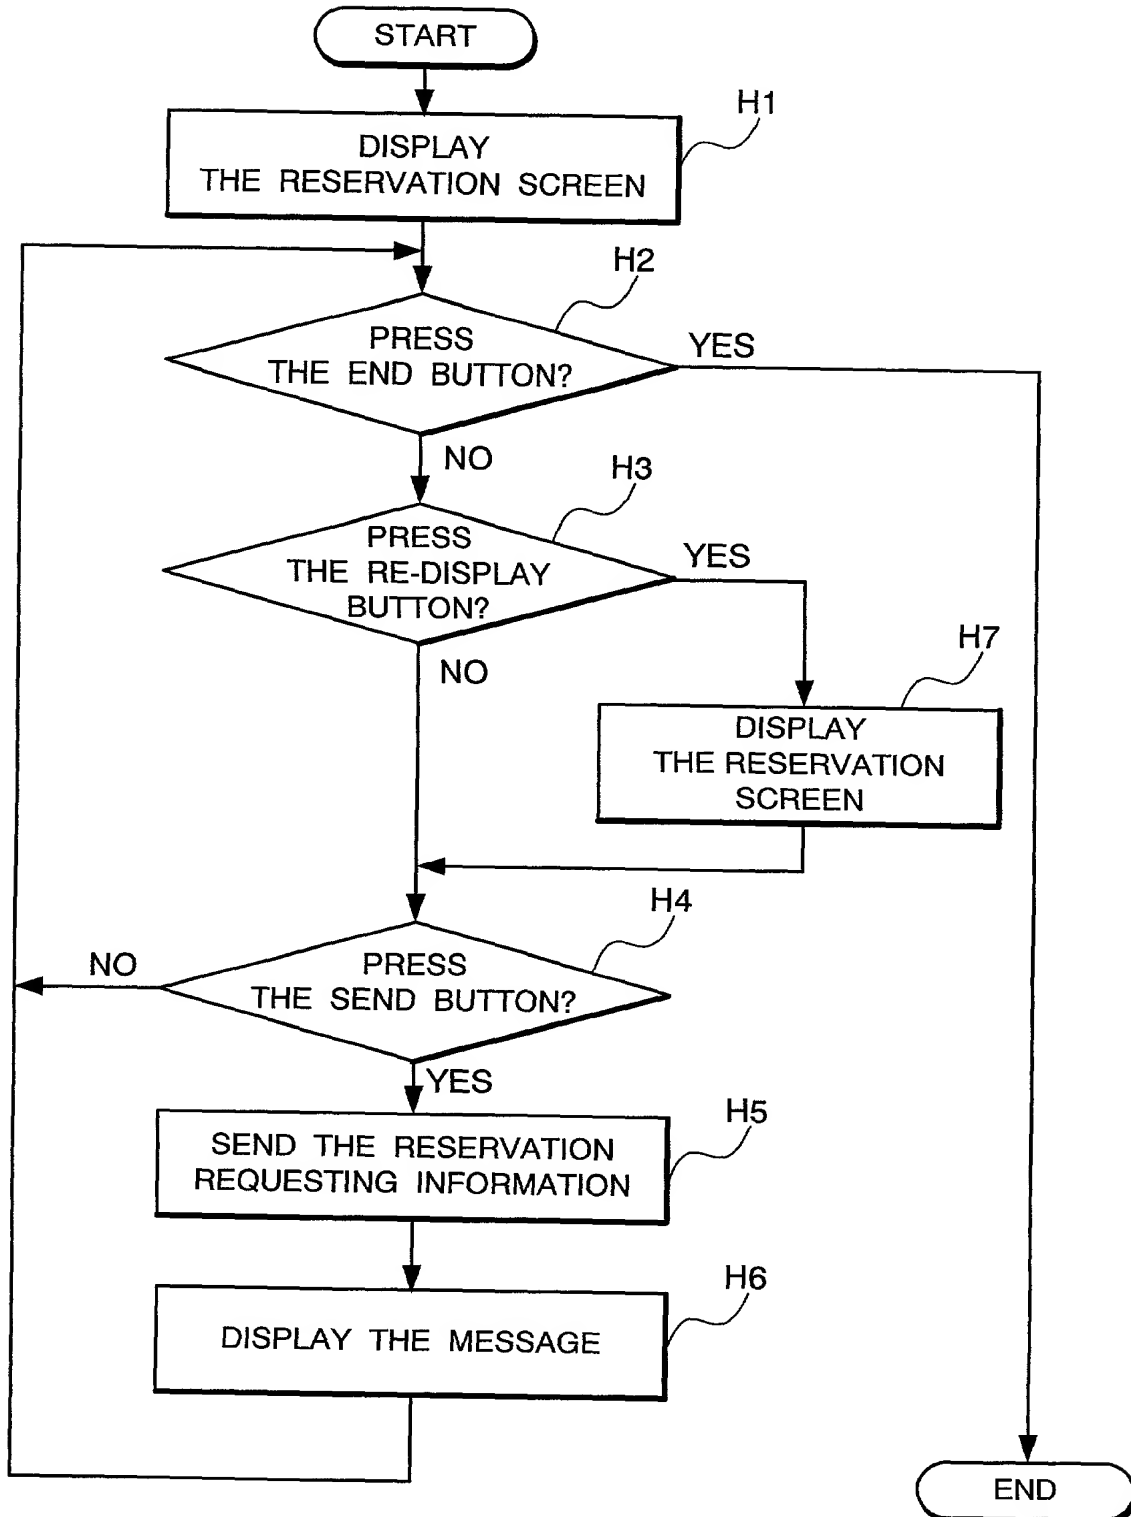 START
H1
DISPLAY
THE RESERVATION SCREEN
H2
PRESS
THE END BUTTON?
YES
NO
H3
PRESS
THE RE-DISPLAY
BUTTON?
YES
NO
H7
DISPLAY
THE RESERVATION
SCREEN
H4
NO
PRESS
THE SEND BUTTON?
YES
H5
SEND THE RESERVATION
REQUESTING INFORMATION
H6
DISPLAY THE MESSAGE
END